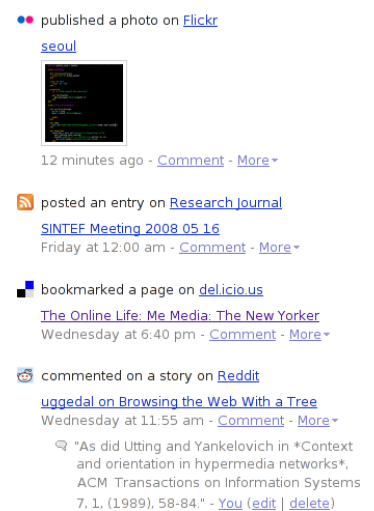 published a photo on Flickr
seoul
12 minutes ago - Comment - More
posted an entry on Research Journal
SINTEF Meeting 2008 05 16
Friday at 12:00 am - Comment - More
bookmarked a page on del.icio.us
The Online Life: Me Media: The New Yorker
Wednesday at 6:40 pm - Comment - More
commented on a story on Reddit
uggedal on Browsing the Web With a Tree
Wednesday at 11:55 am - Comment - More
"As did Utting and Yankelovich in *Context
and orientation in hypermedia networks*,
ACM Transactions on Information Systems
7, 1, (1989), 58-84." - You (edit | delete)